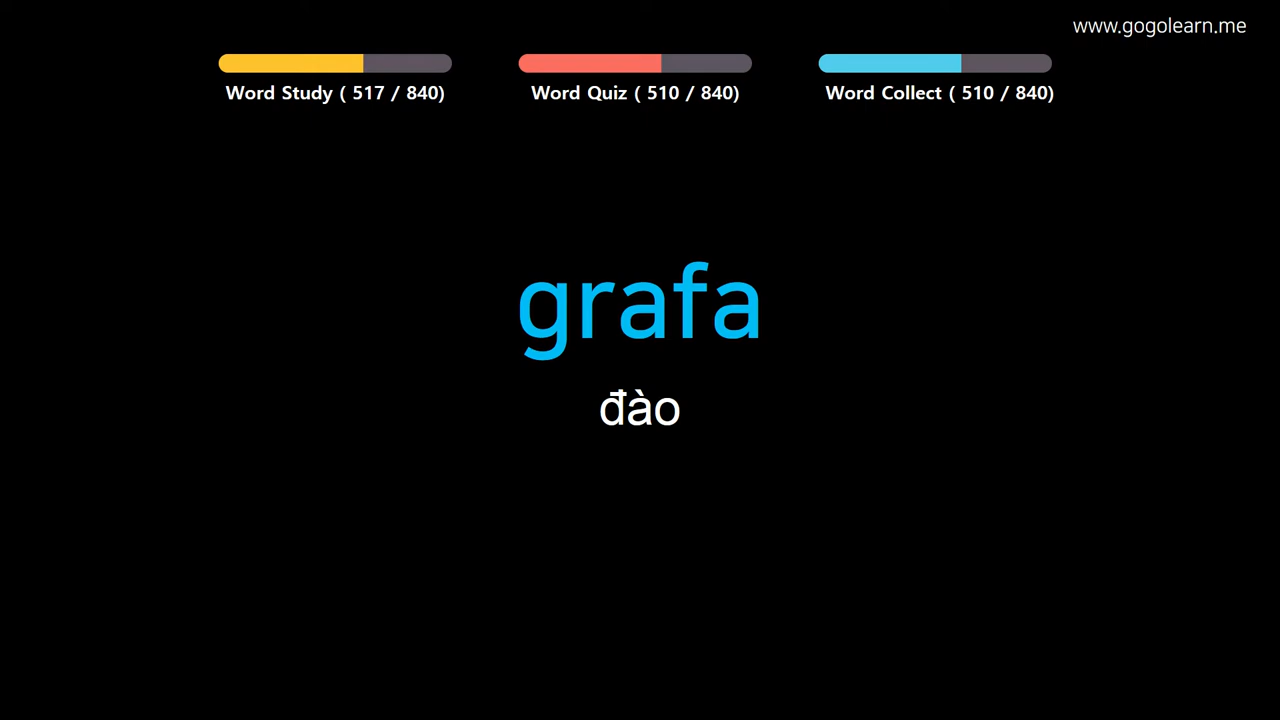 www.gogolearn.me
Word Study ( 517 / 840)
Word Quiz ( 510 / 840)
Word Collect ( 510 / 840)
grafa
đào